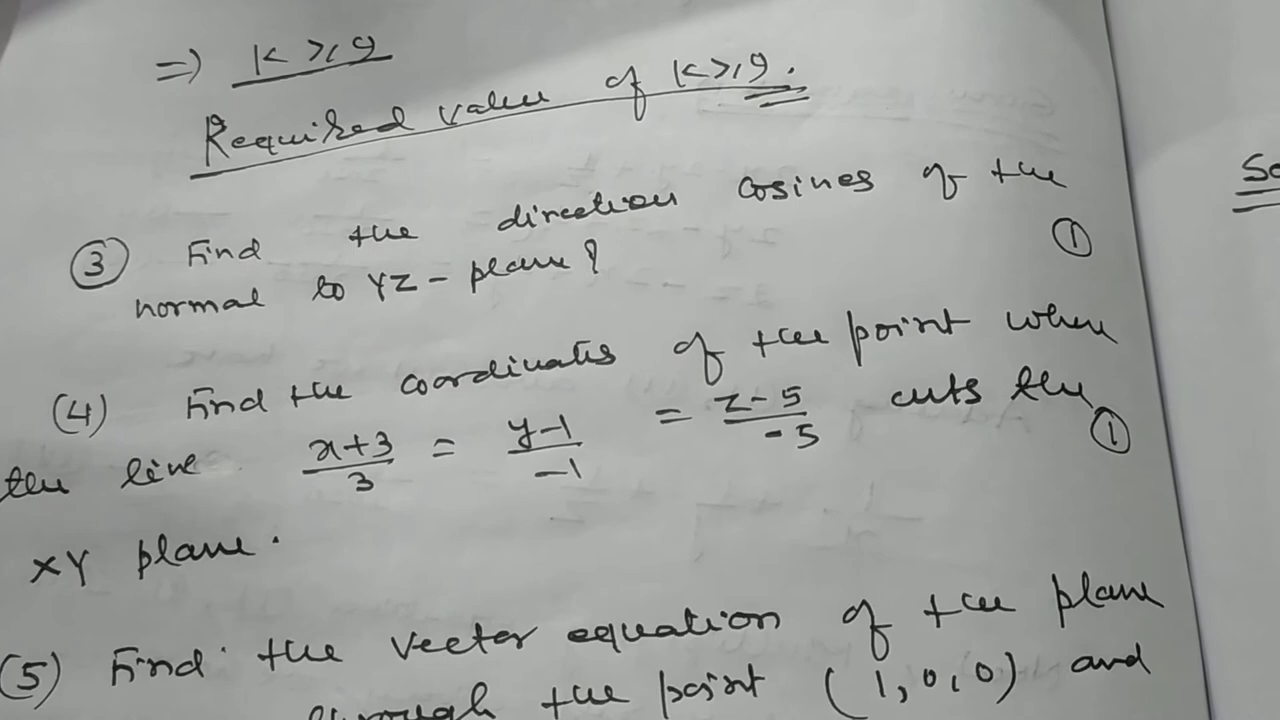 => K ⩾ 9
Required value of K ⩾ 9.
③ Find the direction cosines of the
normal to YZ - plane? ①
(4) Find the coordinates of the point where
the line x+3/3 = y-1/-1 = z-5/-5 cuts the ①
XY plane.
(5) Find the vector equation of the plane
through the point (1,0,0) and